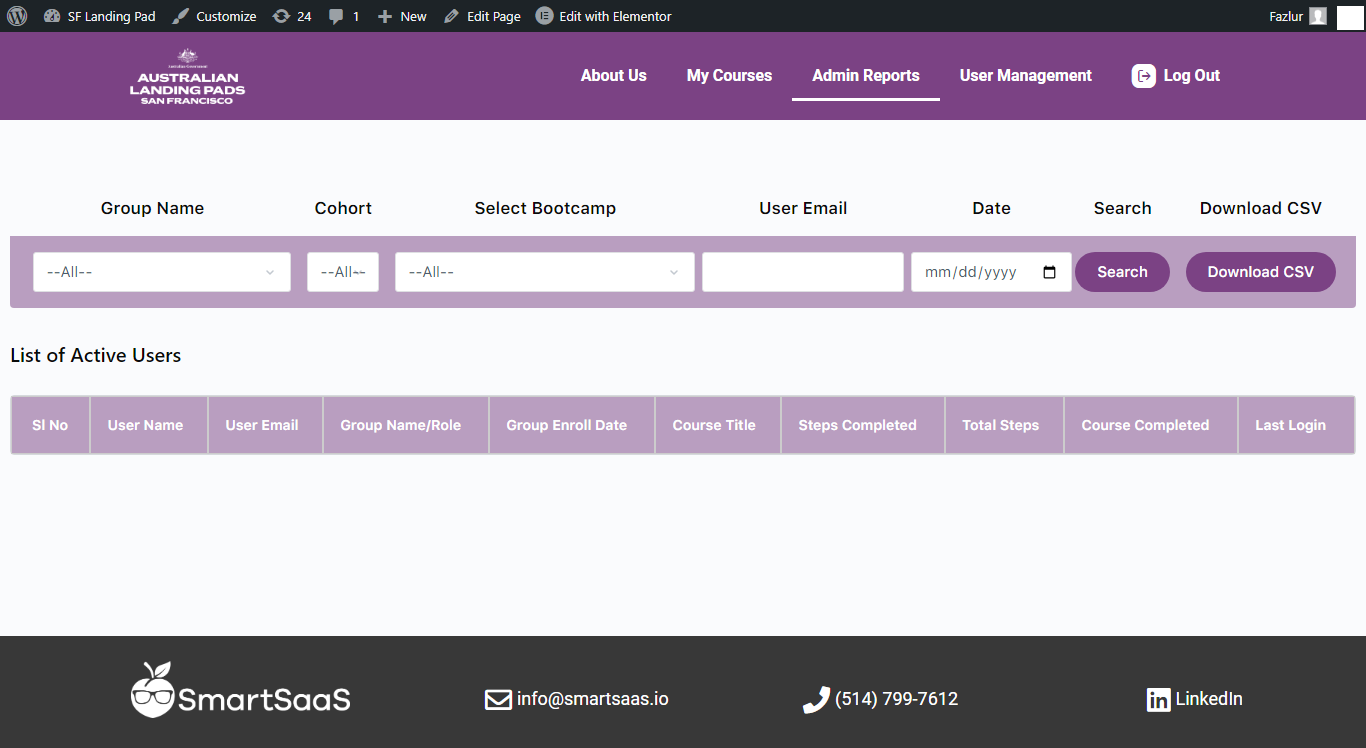 SF Landing Pad Customize 24 1 New Edit Page Edit with Elementor Fazlur
AUSTRALIAN
LANDING PADS
SAN FRANCISCO
About Us My Courses Admin Reports User Management Log Out
Group Name Cohort Select Bootcamp User Email Date Search Download CSV
--All-- --All-- --All-- mm/dd/yyyy Search Download CSV
List of Active Users
Sl No User Name User Email Group Name/Role Group Enroll Date Course Title Steps Completed Total Steps Course Completed Last Login
SmartSaaS info@smartsaas.io (514) 799-7612 LinkedIn